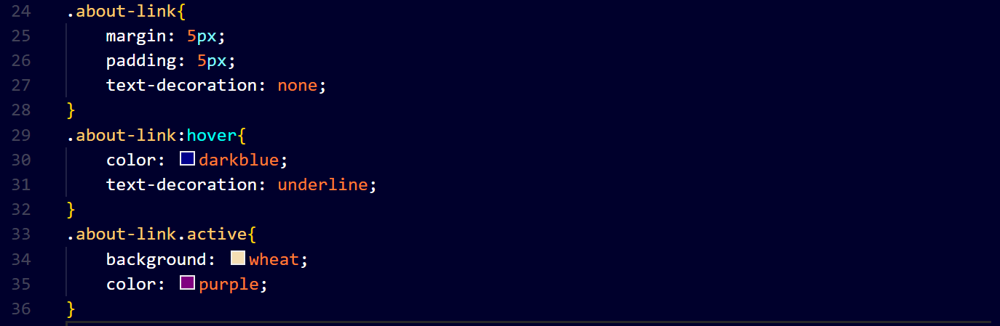 24 .about-link{
25 margin: 5px;
26 padding: 5px;
27 text-decoration: none;
28 }
29 .about-link:hover{
30 color: darkblue;
31 text-decoration: underline;
32 }
33 .about-link.active{
34 background: wheat;
35 color: purple;
36 }